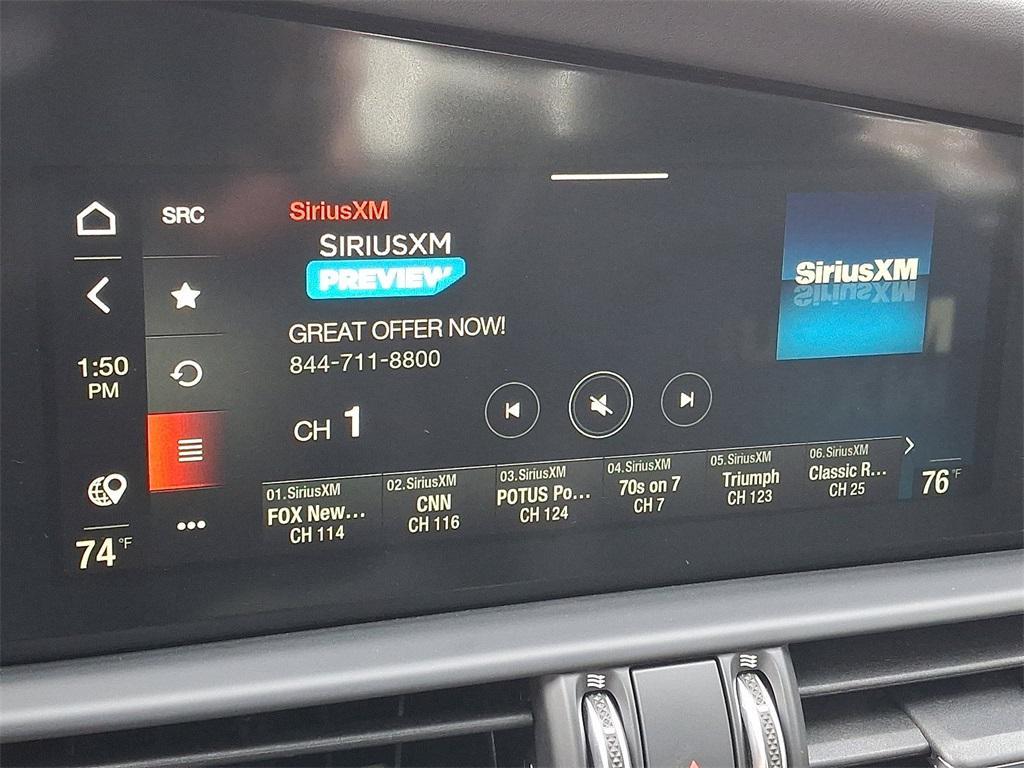 SRC
SiriusXM
SIRIUSXM
PREVIEW
SiriusXM
GREAT OFFER NOW!
844-711-8800
1:50
PM
CH 1
01.SiriusXM
FOX New...
CH 114
02.SiriusXM
CNN
CH 116
03.SiriusXM
POTUS Po...
CH 124
04.SiriusXM
70s on 7
CH 7
05.SiriusXM
Triumph
CH 123
06.SiriusXM
Classic R...
CH 25
74°F
76°F